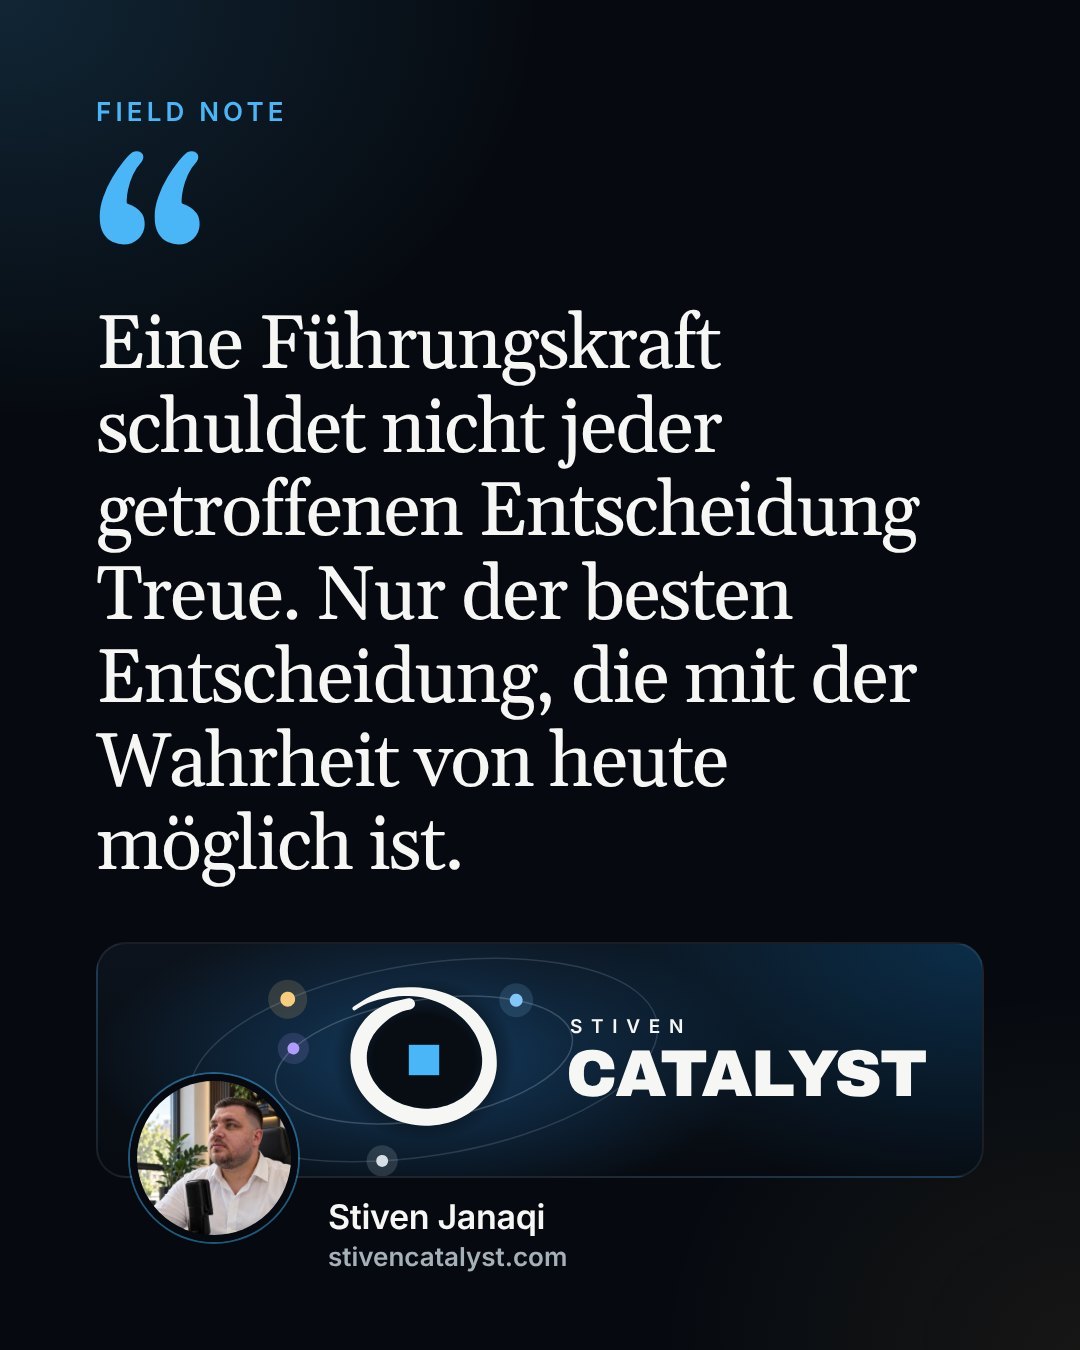 FIELD NOTE
“
Eine Führungskraft
schuldet nicht jeder
getroffenen Entscheidung
Treue. Nur der besten
Entscheidung, die mit der
Wahrheit von heute
möglich ist.
STIVEN
CATALYST
Stiven Janaqi
stivencatalyst.com